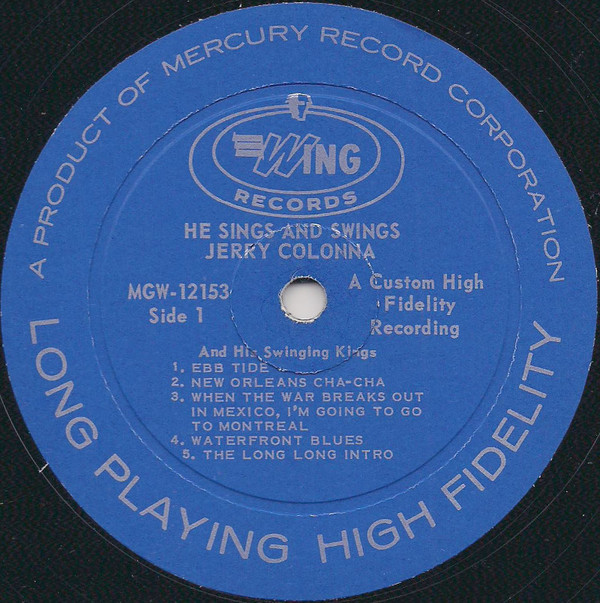 A PRODUCT OF MERCURY RECORD CORPORATION
WING
RECORDS
HE SINGS AND SWINGS
JERRY COLONNA
MGW-12153
Side 1
A Custom High
Fidelity
Recording
And His Swinging Kings
1. EBB TIDE
2. NEW ORLEANS CHA-CHA
3. WHEN THE WAR BREAKS OUT
IN MEXICO, I'M GOING TO GO
TO MONTREAL
4. WATERFRONT BLUES
5. THE LONG LONG INTRO
LONG PLAYING HIGH FIDELITY